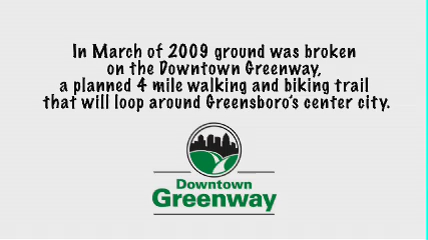 In March of 2009 ground was broken
on the Downtown Greenway,
a planned 4 mile walking and biking trail
that will loop around Greensboro's center city.
Downtown
Greenway